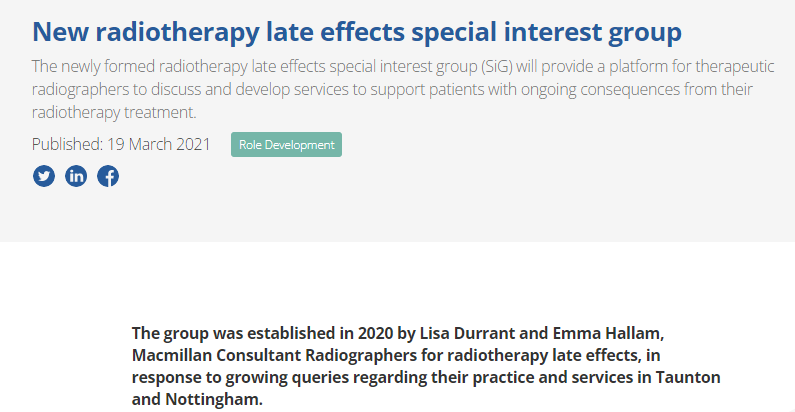 New radiotherapy late effects special interest group
The newly formed radiotherapy late effects special interest group (SiG) will provide a platform for therapeutic
radiographers to discuss and develop services to support patients with ongoing consequences from their
radiotherapy treatment.
Published: 19 March 2021 Role Development
in f
The group was established in 2020 by Lisa Durrant and Emma Hallam,
Macmillan Consultant Radiographers for radiotherapy late effects, in
response to growing queries regarding their practice and services in Taunton
and Nottingham.